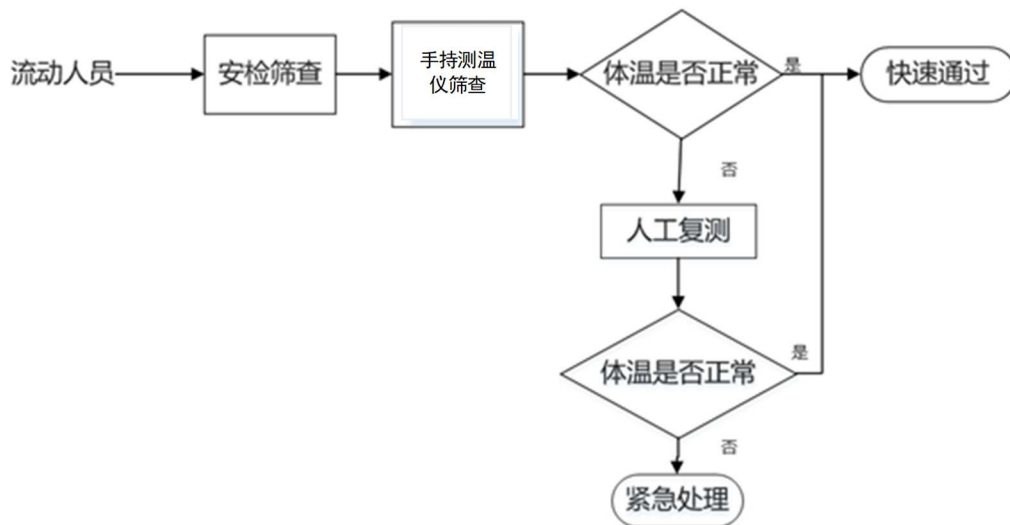 流动人员
安检筛查
手持测温
仪筛查
体温是否正常
是
快速通过
否
人工复测
体温是否正常
是
否
紧急处理